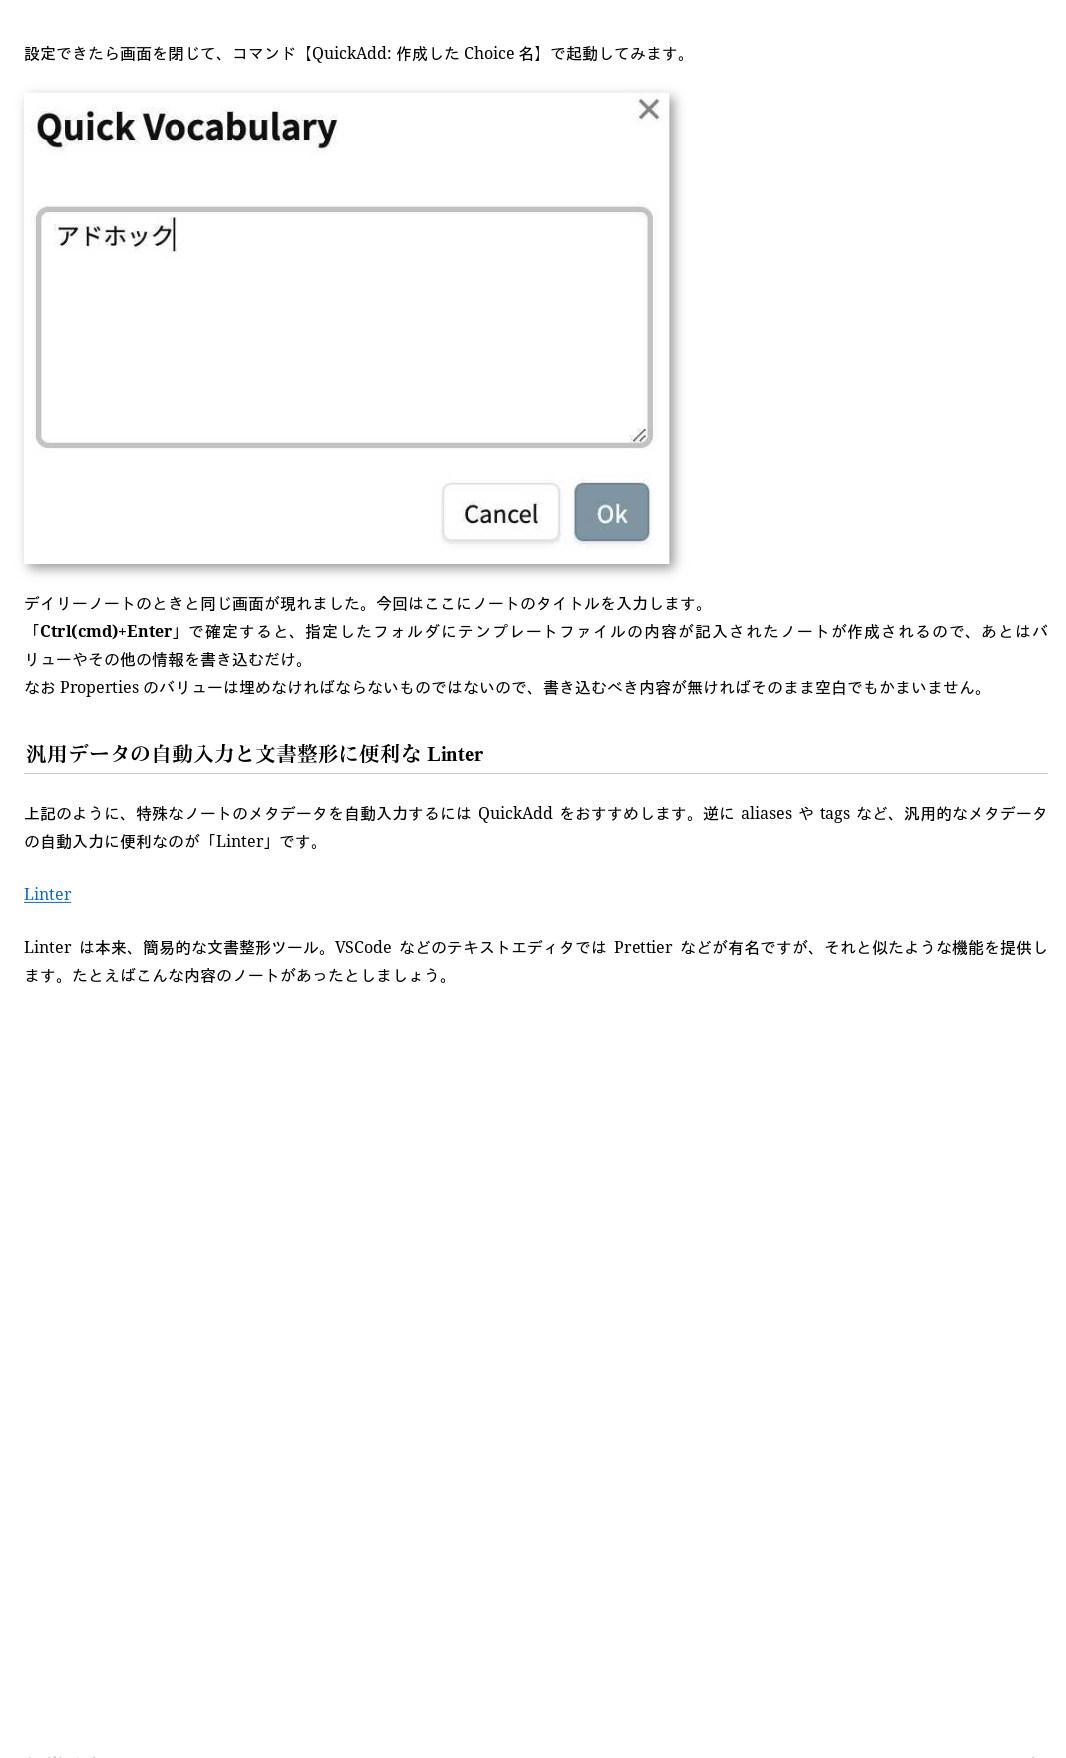 設定できたら画面を閉じて、コマンド【QuickAdd: 作成した Choice 名】で起動してみます。
Quick Vocabulary
アドホック
Cancel Ok
デイリーノートのときと同じ画面が現れました。今回はここにノートのタイトルを入力します。
「Ctrl(cmd)+Enter」で確定すると、指定したフォルダにテンプレートファイルの内容が記入されたノートが作成されるので、あとはバ
リューやその他の情報を書き込むだけ。
なお Properties のバリューは埋めなければならないものではないので、書き込むべき内容が無ければそのまま空白でもかまいません。
汎用データの自動入力と文書整形に便利な Linter
上記のように、特殊なノートのメタデータを自動入力するには QuickAdd をおすすめします。逆に aliases や tags など、汎用的なメタデータ
の自動入力に便利なのが「Linter」です。
Linter
Linter は本来、簡易的な文書整形ツール。VSCode などのテキストエディタでは Prettier などが有名ですが、それと似たような機能を提供し
ます。たとえばこんな内容のノートがあったとしましょう。